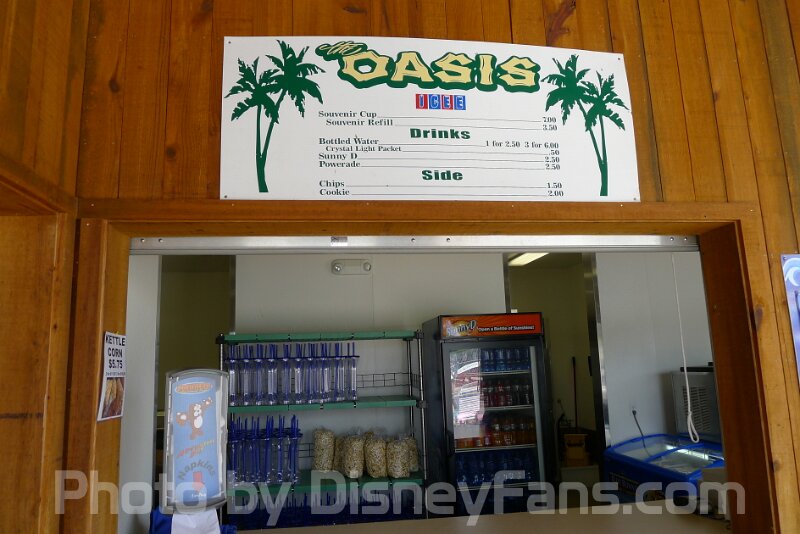 the OASIS
ICEE
Souvenir Cup 7.00
Souvenir Refill 3.50
Drinks
Bottled Water 1 for 2.50 3 for 6.00
Crystal Light Packet .50
Sunny D 2.50
Powerade 2.50
Side
Chips 1.50
Cookie 2.00
Sunny D Open a Bottle of Sunshine!
KETTLE
CORN
$5.75
Napkins
Photo by DisneyFans.com